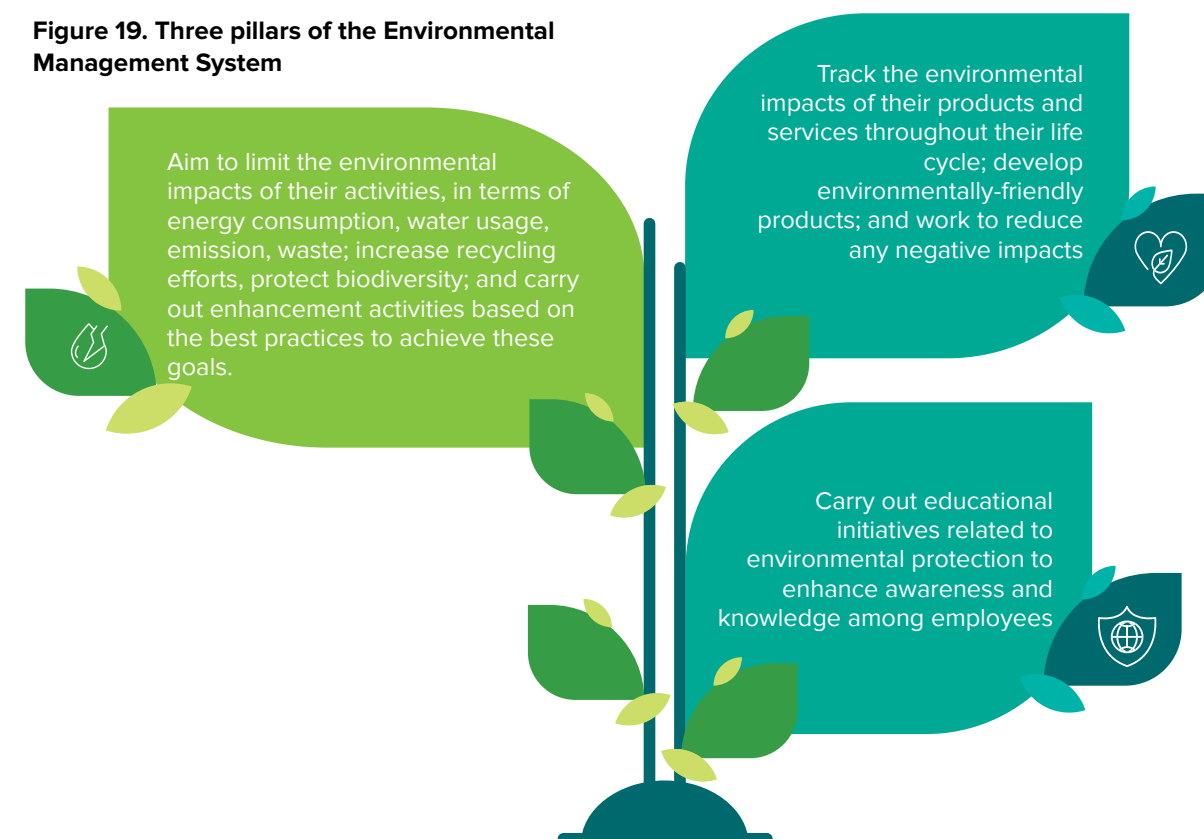 Figure 19. Three pillars of the Environmental
Management System
Aim to limit the environmental
impacts of their activities, in terms of
energy consumption, water usage,
emission, waste; increase recycling
efforts, protect biodiversity; and carry
out enhancement activities based on
the best practices to achieve these
goals.
Track the environmental
impacts of their products and
services throughout their life
cycle; develop
environmentally-friendly
products; and work to reduce
any negative impacts
Carry out educational
initiatives related to
environmental protection to
enhance awareness and
knowledge among employees